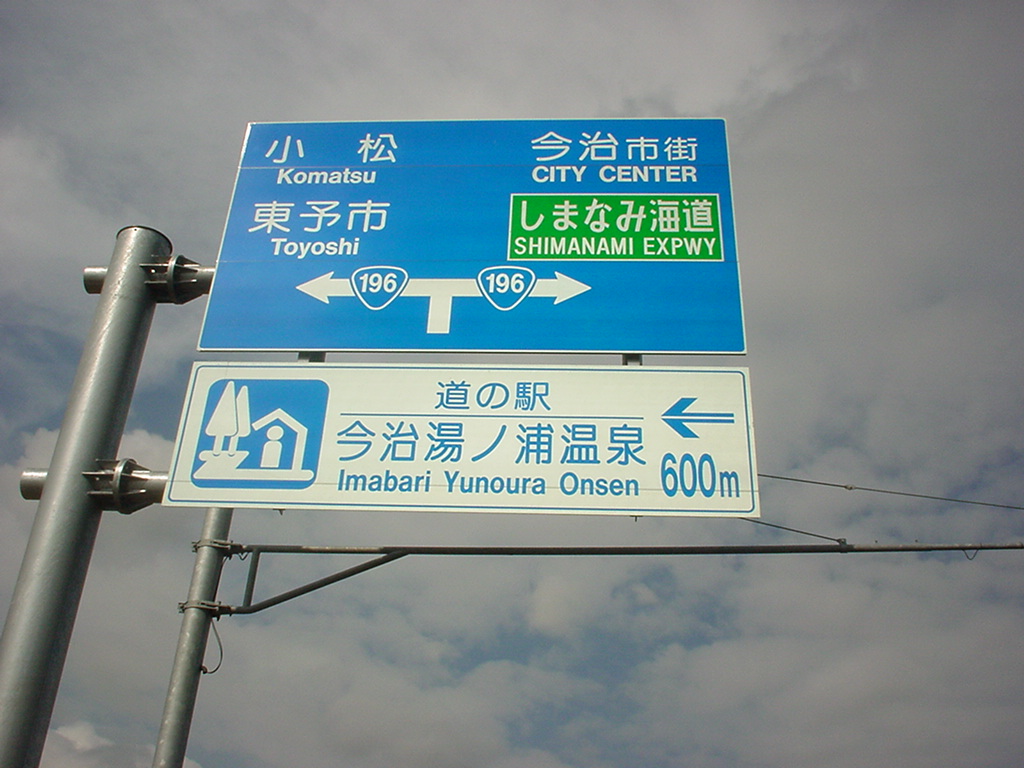 小松
Komatsu
東予市
Toyoshi
今治市街
CITY CENTER
しまなみ海道
SHIMANAMI EXPWY
196
196
道の駅
今治湯ノ浦温泉
Imabari Yunoura Onsen
600m